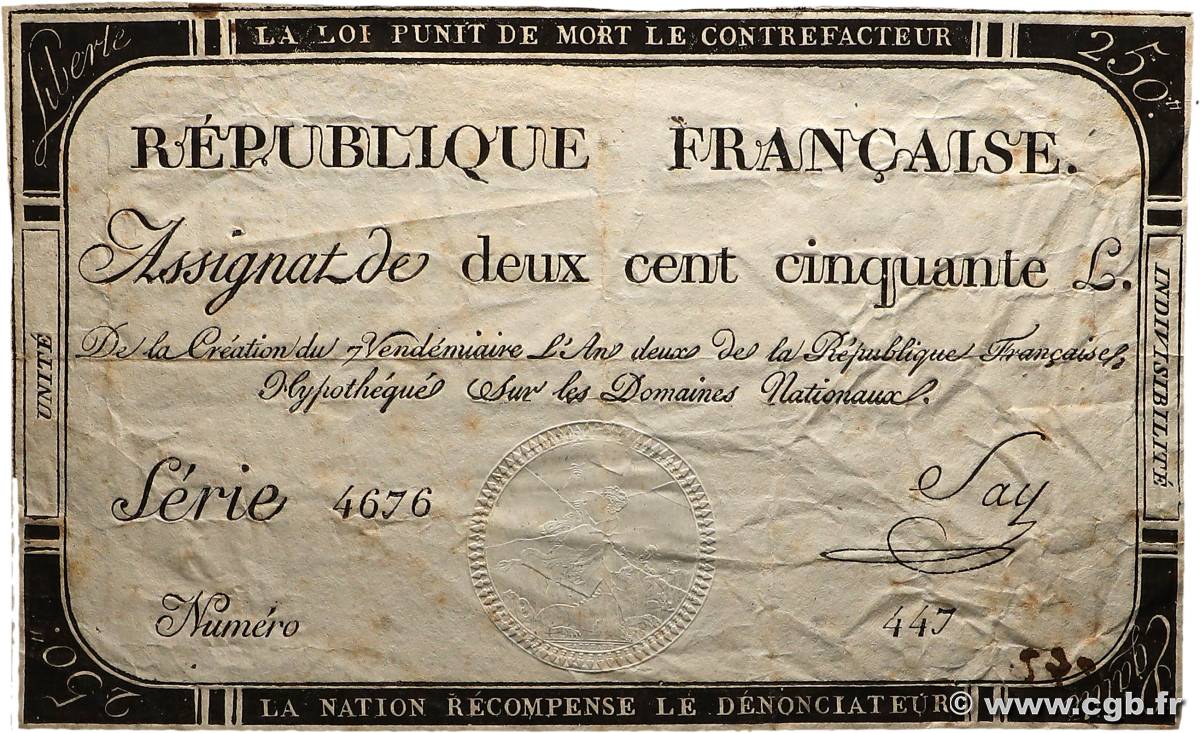 Liberté
LA LOI PUNIT DE MORT LE CONTREFACTEUR
250.tt
RÉPUBLIQUE FRANÇAISE.
Assignat de deux cent cinquante L.
De la Création du 7 Vendémiaire L'An deux de la République Française,
Hypothéqué Sur les Domaines Nationaux.
UNITÉ
INDIVISIBILITÉ
Série 4676
Say
Numéro
447
250.tt
LA NATION RÉCOMPENSE LE DÉNONCIATEUR
Egalité
© www.cgb.fr